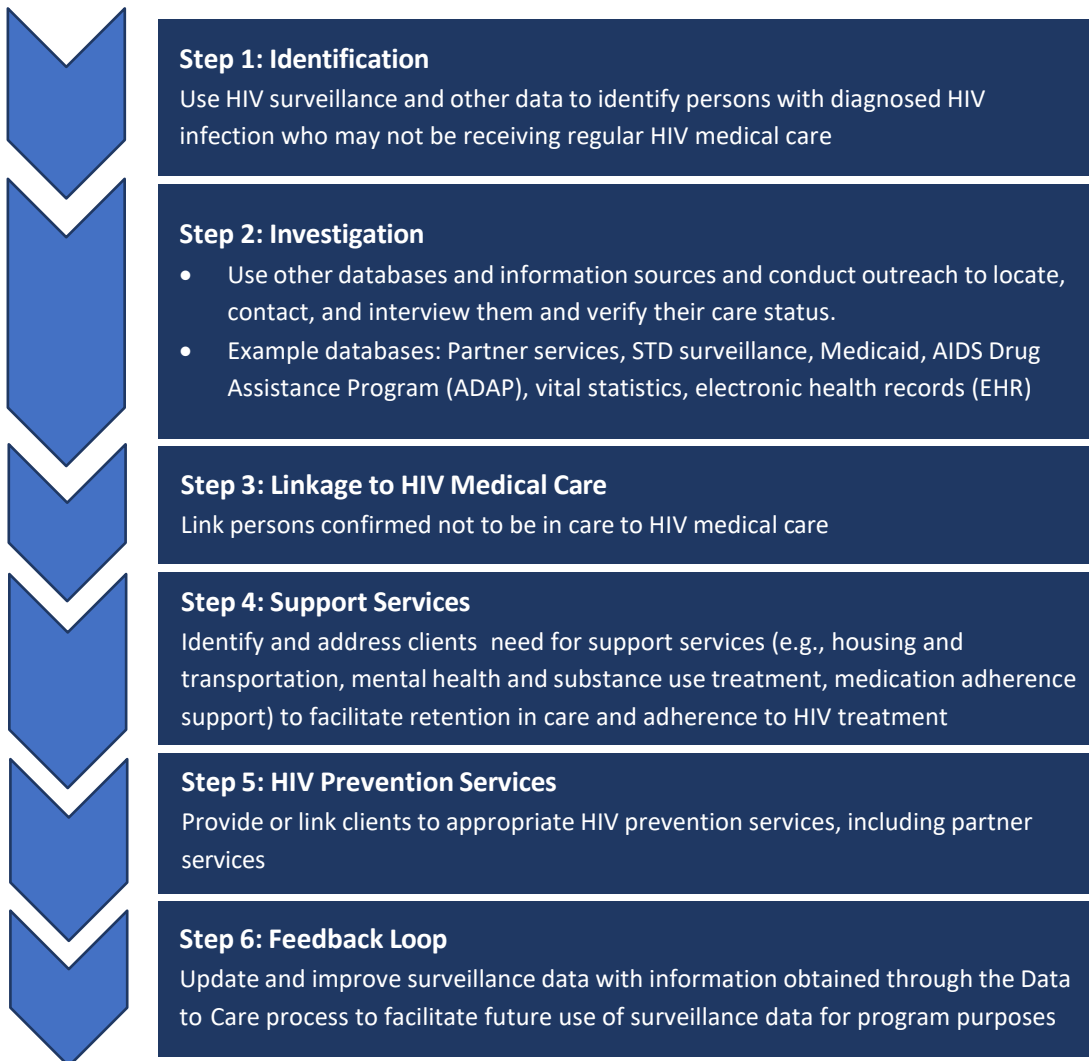 Step 1: Identification
Use HIV surveillance and other data to identify persons with diagnosed HIV
infection who may not be receiving regular HIV medical care
Step 2: Investigation
• Use other databases and information sources and conduct outreach to locate,
contact, and interview them and verify their care status.
• Example databases: Partner services, STD surveillance, Medicaid, AIDS Drug
Assistance Program (ADAP), vital statistics, electronic health records (EHR)
Step 3: Linkage to HIV Medical Care
Link persons confirmed not to be in care to HIV medical care
Step 4: Support Services
Identify and address clients  need for support services (e.g., housing and
transportation, mental health and substance use treatment, medication adherence
support) to facilitate retention in care and adherence to HIV treatment
Step 5: HIV Prevention Services
Provide or link clients to appropriate HIV prevention services, including partner
services
Step 6: Feedback Loop
Update and improve surveillance data with information obtained through the Data
to Care process to facilitate future use of surveillance data for program purposes